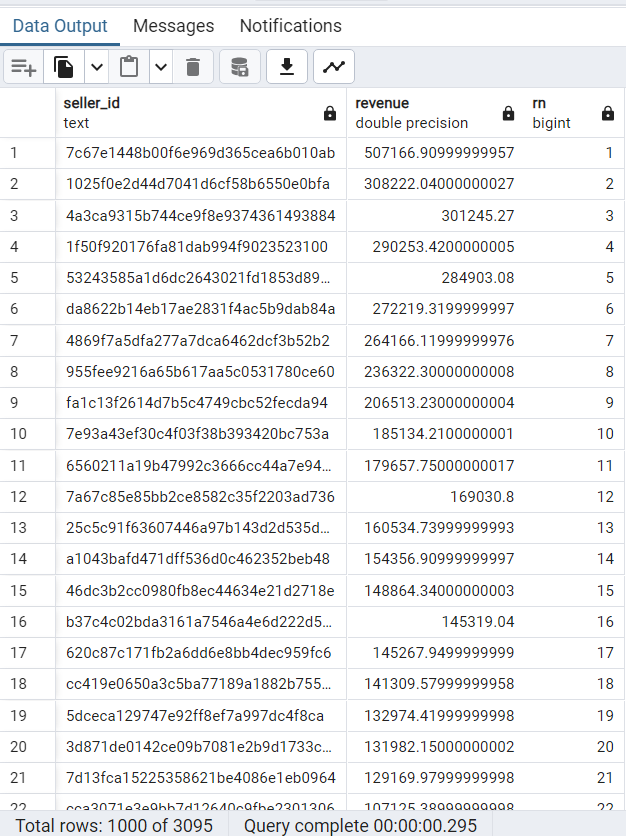 Data Output Messages Notifications
seller_id revenue rn
text double precision bigint
1 7c67e1448b00f6e969d365cea6b010ab 507166.90999999957 1
2 1025f0e2d44d7041d6cf58b6550e0bfa 308222.04000000027 2
3 4a3ca9315b744ce9f8e9374361493884 301245.27 3
4 1f50f920176fa81dab994f9023523100 290253.4200000005 4
5 53243585a1d6dc2643021fd1853d89... 284903.08 5
6 da8622b14eb17ae2831f4ac5b9dab84a 272219.3199999997 6
7 4869f7a5dfa277a7dca6462dcf3b52b2 264166.11999999976 7
8 955fee9216a65b617aa5c0531780ce60 236322.30000000008 8
9 fa1c13f2614d7b5c4749cbc52fecda94 206513.23000000004 9
10 7e93a43ef30c4f03f38b393420bc753a 185134.2100000001 10
11 6560211a19b47992c3666cc44a7e94... 179657.75000000017 11
12 7a67c85e85bb2ce8582c35f2203ad736 169030.8 12
13 25c5c91f63607446a97b143d2d535d... 160534.73999999993 13
14 a1043bafd471dff536d0c462352beb48 154356.90999999997 14
15 46dc3b2cc0980fb8ec44634e21d2718e 148864.34000000003 15
16 b37c4c02bda3161a7546a4e6d222d5... 145319.04 16
17 620c87c171fb2a6dd6e8bb4dec959fc6 145267.9499999999 17
18 cc419e0650a3c5ba77189a1882b755... 141309.57999999958 18
19 5dceca129747e92ff8ef7a997dc4f8ca 132974.41999999998 19
20 3d871de0142ce09b7081e2b9d1733c... 131982.15000000002 20
21 7d13fca15225358621be4086e1eb0964 129169.97999999998 21
22 cca3071e3e9bb7d12640c9fbe2301306 107125.38999999998 22
Total rows: 1000 of 3095 Query complete 00:00:00.295